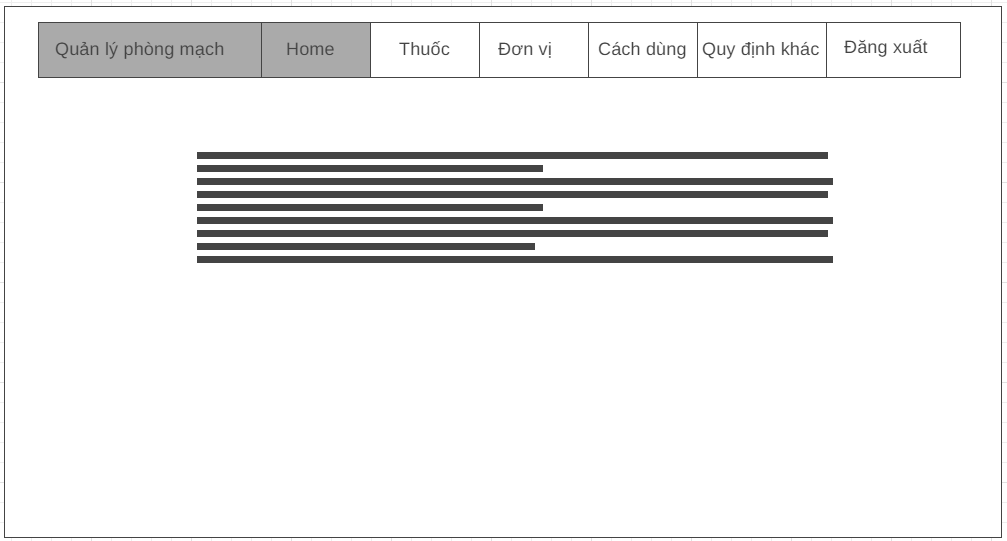 Quản lý phòng mạch Home Thuốc Đơn vị Cách dùng Quy định khác Đăng xuất